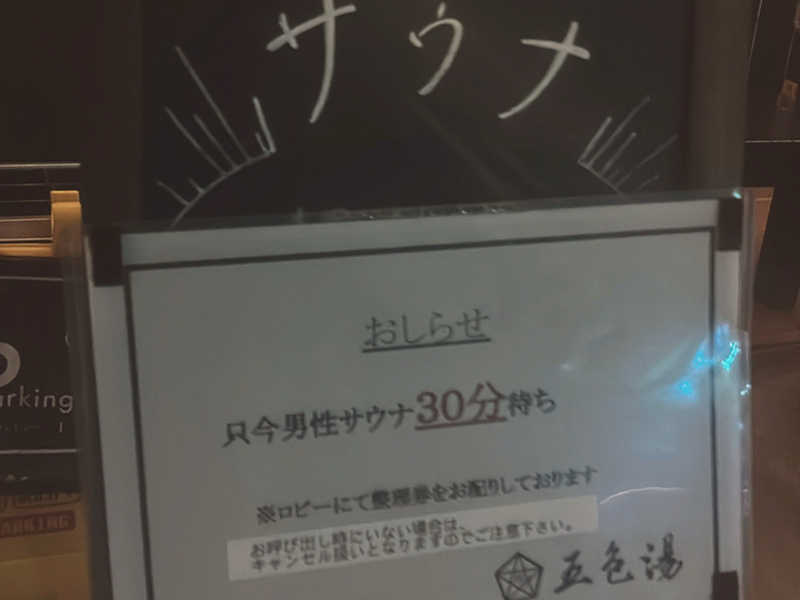 サウナ
おしらせ
只今男性サウナ30分待ち
※ロビーにて整理券をお配りしております
お呼び出し時にいない場合は、
キャンセル扱いとなりますのでご注意下さい。
五色湯
arking
PARKING